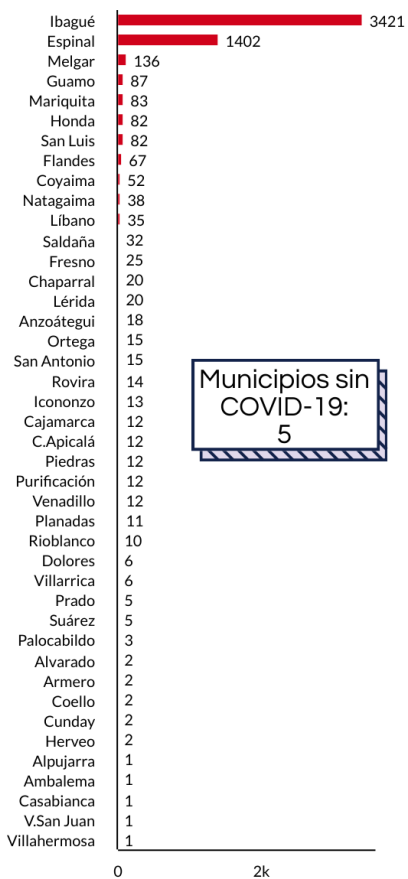 Ibagué 3421
Espinal 1402
Melgar 136
Guamo 87
Mariquita 83
Honda 82
San Luis 82
Flandes 67
Coyaima 52
Natagaima 38
Líbano 35
Saldaña 32
Fresno 25
Chaparral 20
Lérida 20
Anzoátegui 18
Ortega 15
San Antonio 15
Rovira 14
Icononzo 13
Cajamarca 12
C.Apicalá 12
Piedras 12
Purificación 12
Venadillo 12
Planadas 11
Rioblanco 10
Dolores 6
Villarrica 6
Prado 5
Suárez 5
Palocabildo 3
Alvarado 2
Armero 2
Coello 2
Cunday 2
Herveo 2
Alpujarra 1
Ambalema 1
Casabianca 1
V.San Juan 1
Villahermosa 1
0 2k
Municipios sin
COVID-19:
5